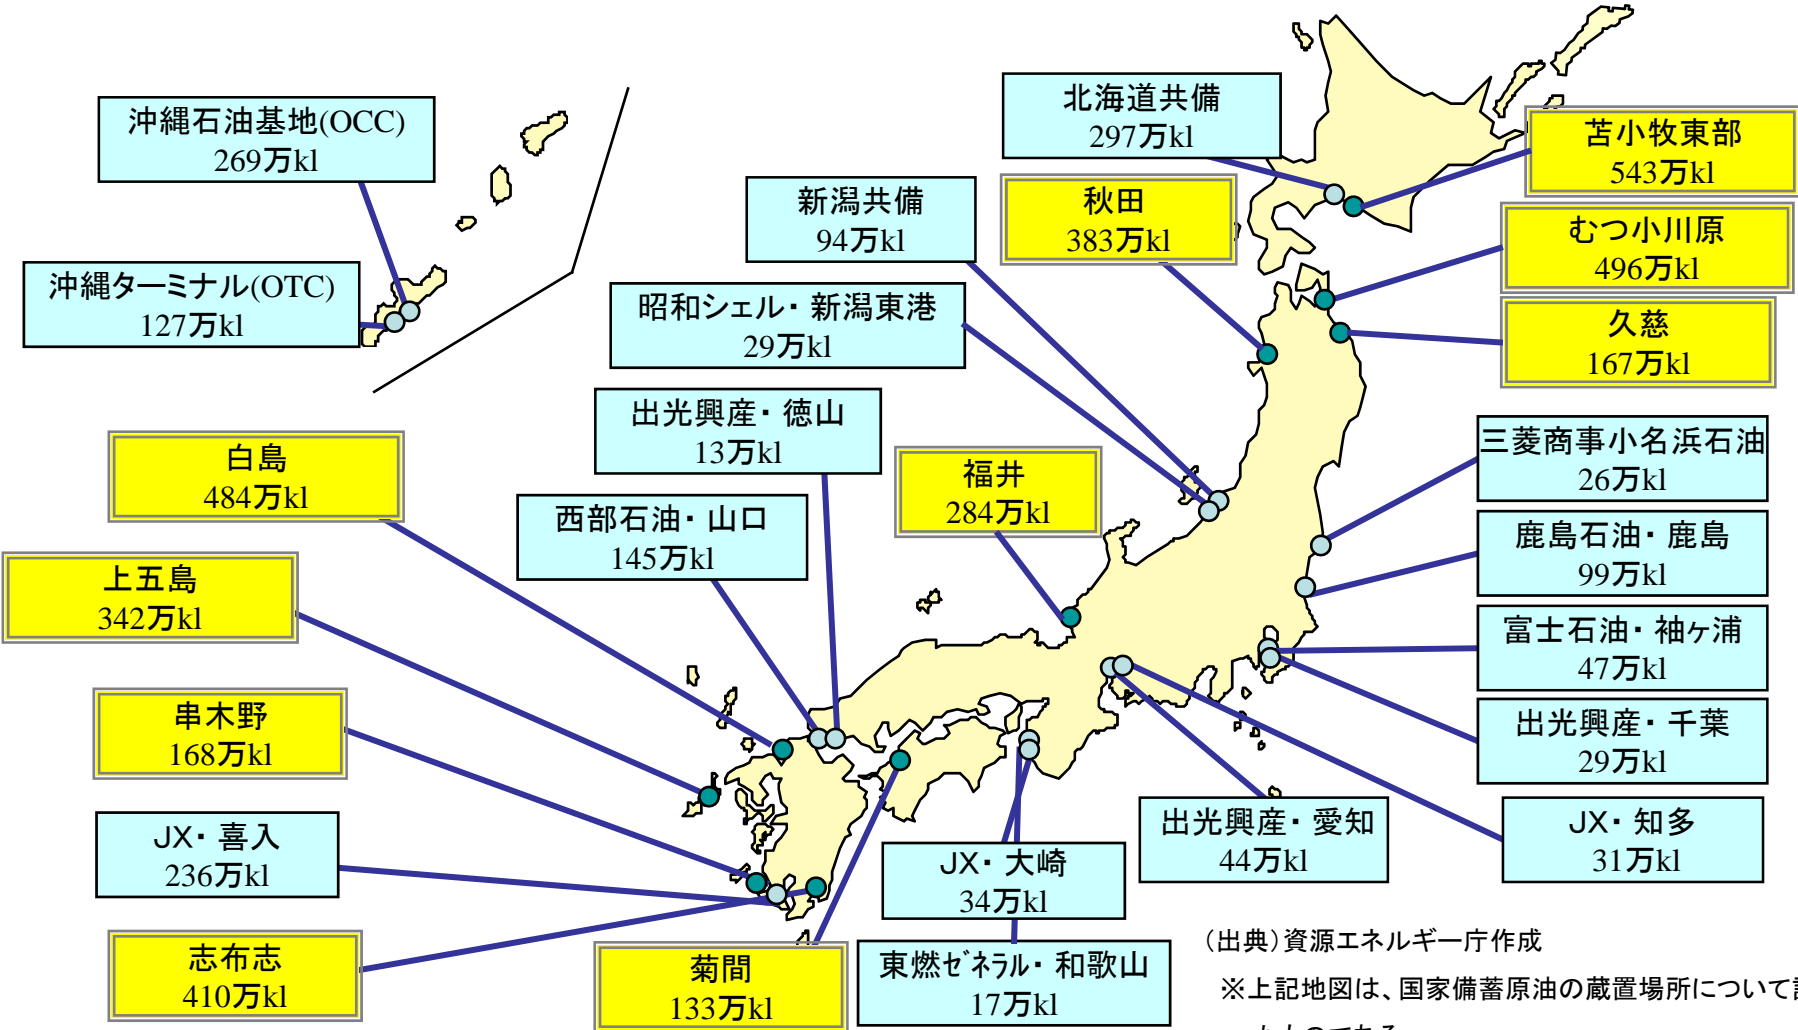 北海道共備
297万kl
沖縄石油基地(OCC)
269万kl
苫小牧東部
543万kl
新潟共備
94万kl
秋田
383万kl
むつ小川原
496万kl
沖縄ターミナル(OTC)
127万kl
昭和シェル・新潟東港
29万kl
久慈
167万kl
出光興産・徳山
13万kl
三菱商事小名浜石油
26万kl
白島
484万kl
福井
284万kl
西部石油・山口
145万kl
鹿島石油・鹿島
99万kl
上五島
342万kl
富士石油・袖ヶ浦
47万kl
串木野
168万kl
出光興産・千葉
29万kl
JX・喜入
236万kl
出光興産・愛知
44万kl
JX・知多
31万kl
JX・大崎
34万kl
志布志
410万kl
菊間
133万kl
東燃ゼネラル・和歌山
17万kl
(出典)資源エネルギー庁作成
※上記地図は、国家備蓄原油の蔵置場所について